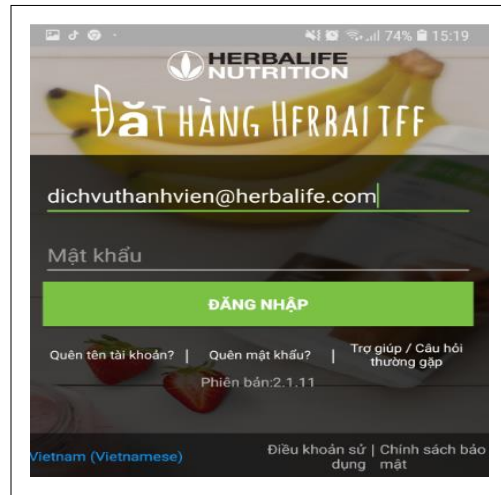 74% 15:19
HERBALIFE
NUTRITION
Đặt hàng Herbalife
dichvuthanhvien@herbalife.com
Mật khẩu
ĐĂNG NHẬP
Quên tên tài khoản? | Quên mật khẩu? | Trợ giúp / Câu hỏi
thường gặp
Phiên bản:2.1.11
Vietnam (Vietnamese)
Điều khoản sử | Chính sách bảo
dụng mật